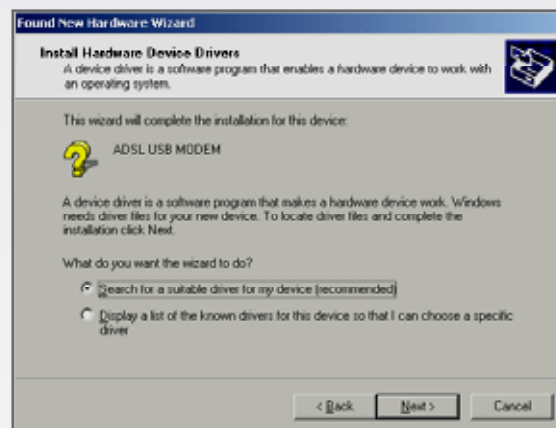 Found New Hardware Wizard
Install Hardware Device Drivers
A device driver is a software program that enables a hardware device to work with
an operating system.
This wizard will complete the installation for this device:
ADSL USB MODEM
A device driver is a software program that makes a hardware device work. Windows
needs driver files for your new device. To locate driver files and complete the
installation click Next.
What do you want the wizard to do?
Search for a suitable driver for my device (recommended)
Display a list of the known drivers for this device so that I can choose a specific
driver
< Back Next > Cancel